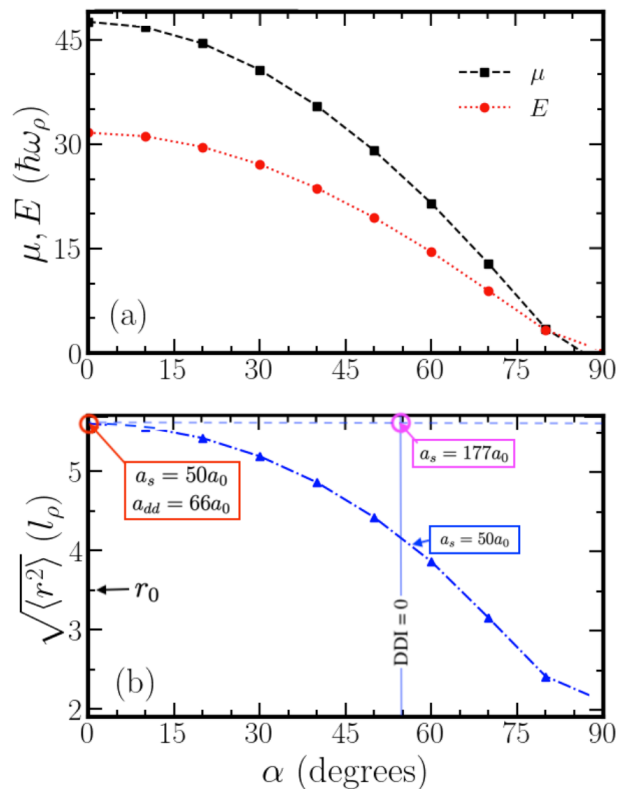 45
30
15
0
μ, E (ħω_ρ)
μ
E
(a)
0 15 30 45 60 75 90
5
4
3
2
√⟨r²⟩ (l_ρ)
a_s = 50a_0
a_dd = 66a_0
a_s = 177a_0
a_s = 50a_0
r_0
DDI = 0
(b)
0 15 30 45 60 75 90
α (degrees)